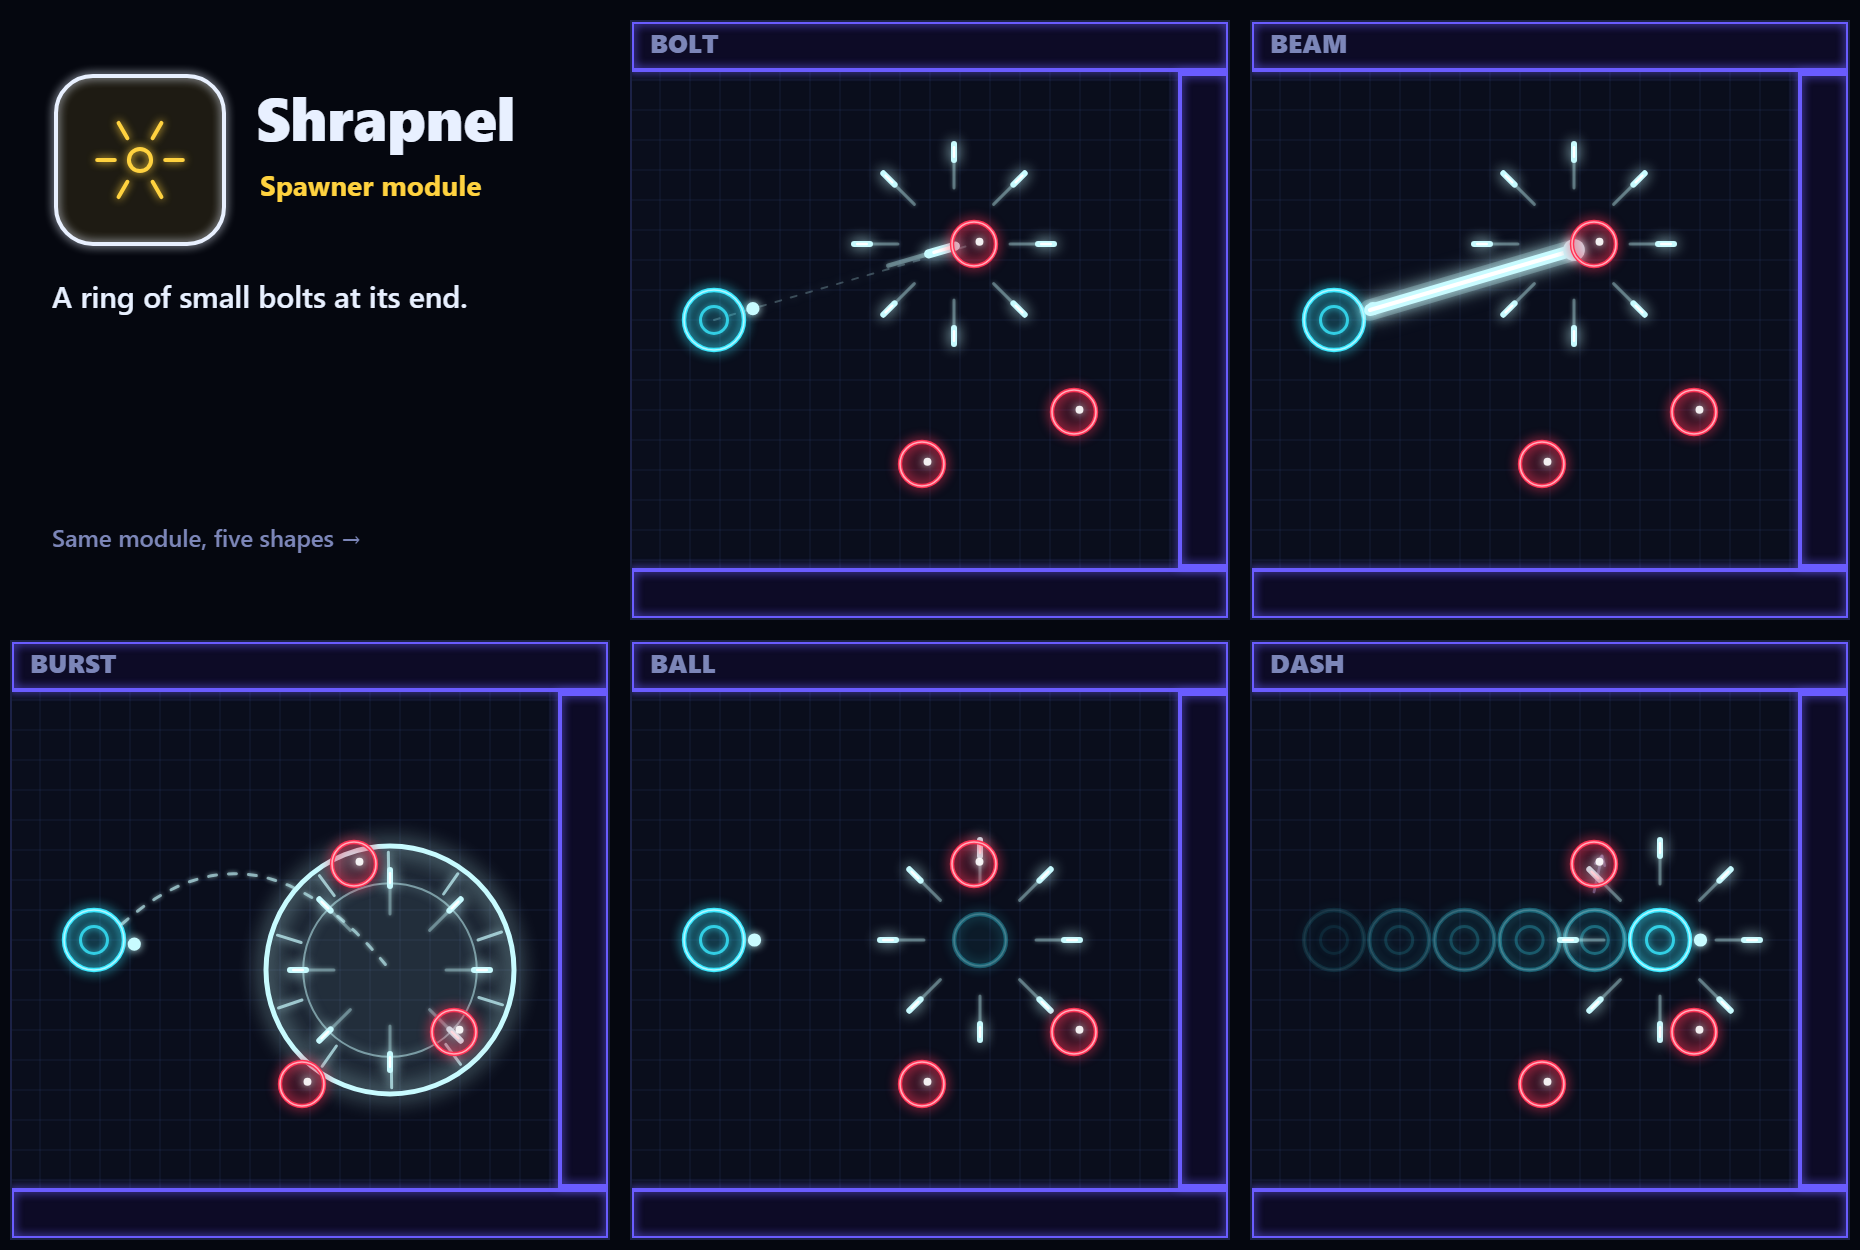 Shrapnel
Spawner module
A ring of small bolts at its end.
Same module, five shapes →
BOLT
BEAM
BURST
BALL
DASH